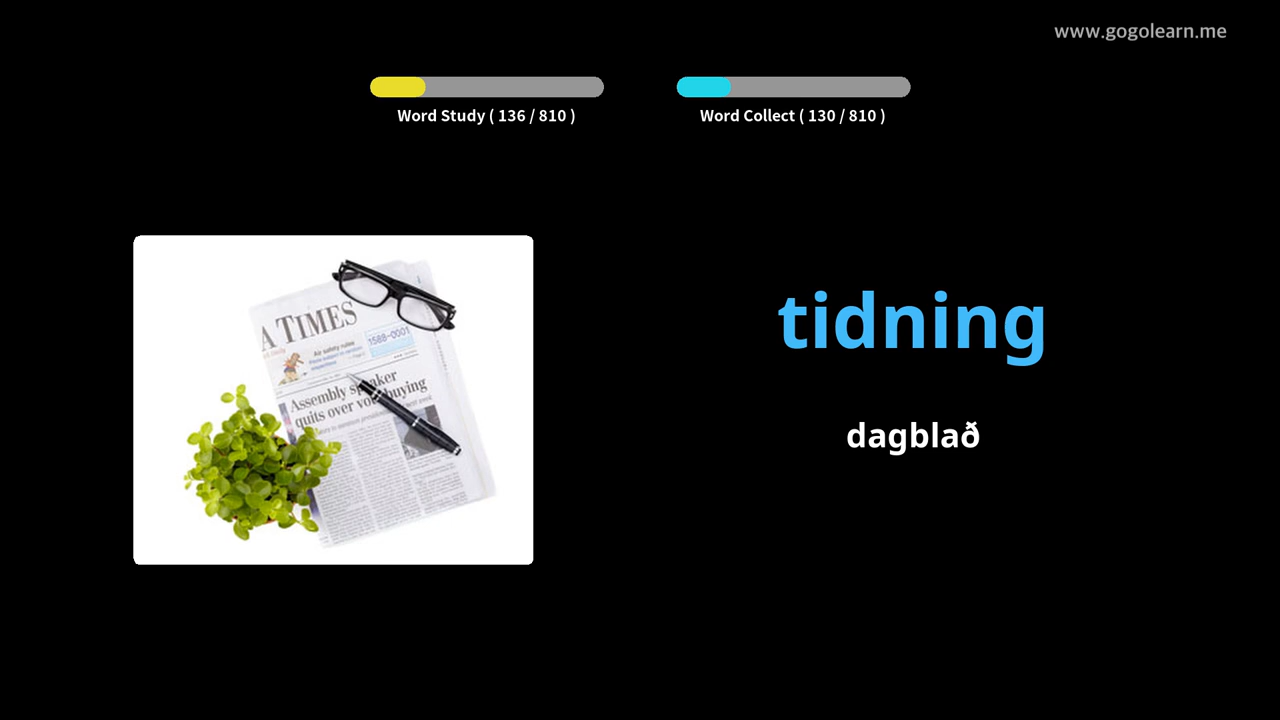 www.gogolearn.me
Word Study ( 136 / 810 )
Word Collect ( 130 / 810 )
A TIMES
Air safety rules
1588-0001
Assembly speaker
quits over vote buying
tidning
dagblað